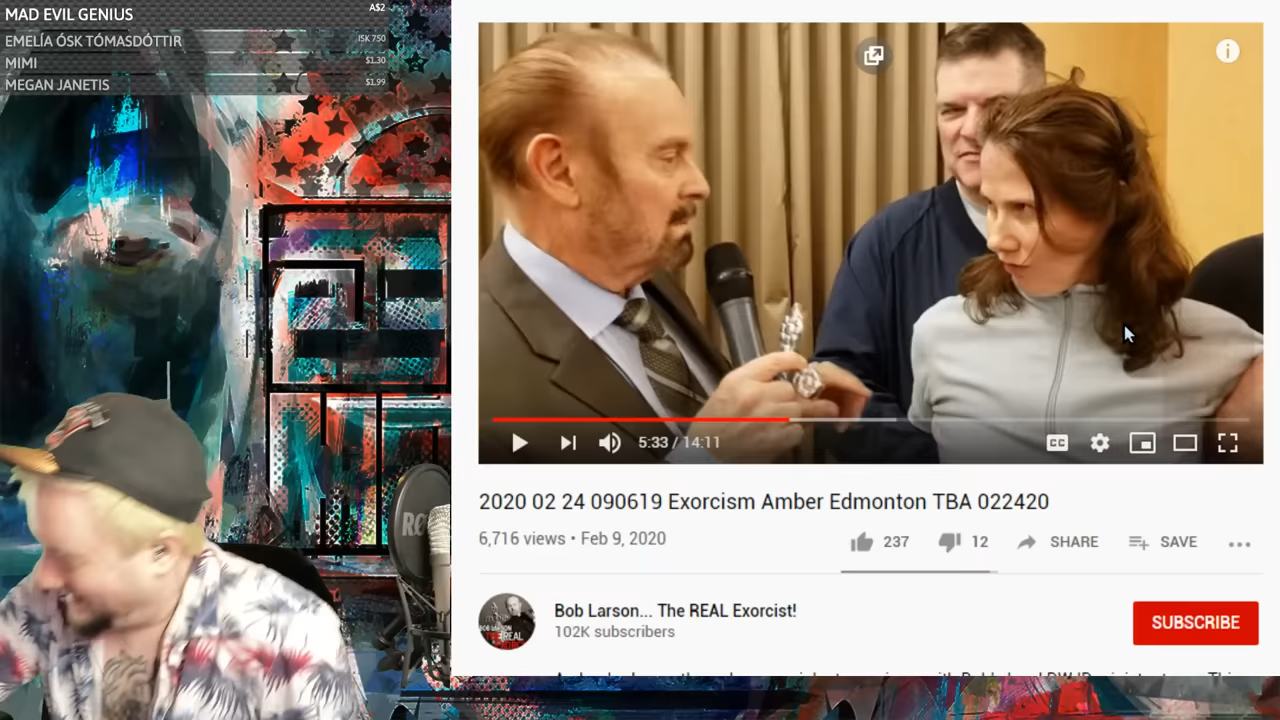 MAD EVIL GENIUS A$2
EMELÍA ÓSK TÓMASDÓTTIR ISK 750
MIMI $1.30
MEGAN JANETIS $1.99
5:33 / 14:11
CC
2020 02 24 090619 Exorcism Amber Edmonton TBA 022420
6,716 views • Feb 9, 2020
237
12
SHARE
SAVE
Bob Larson... The REAL Exorcist!
102K subscribers
SUBSCRIBE